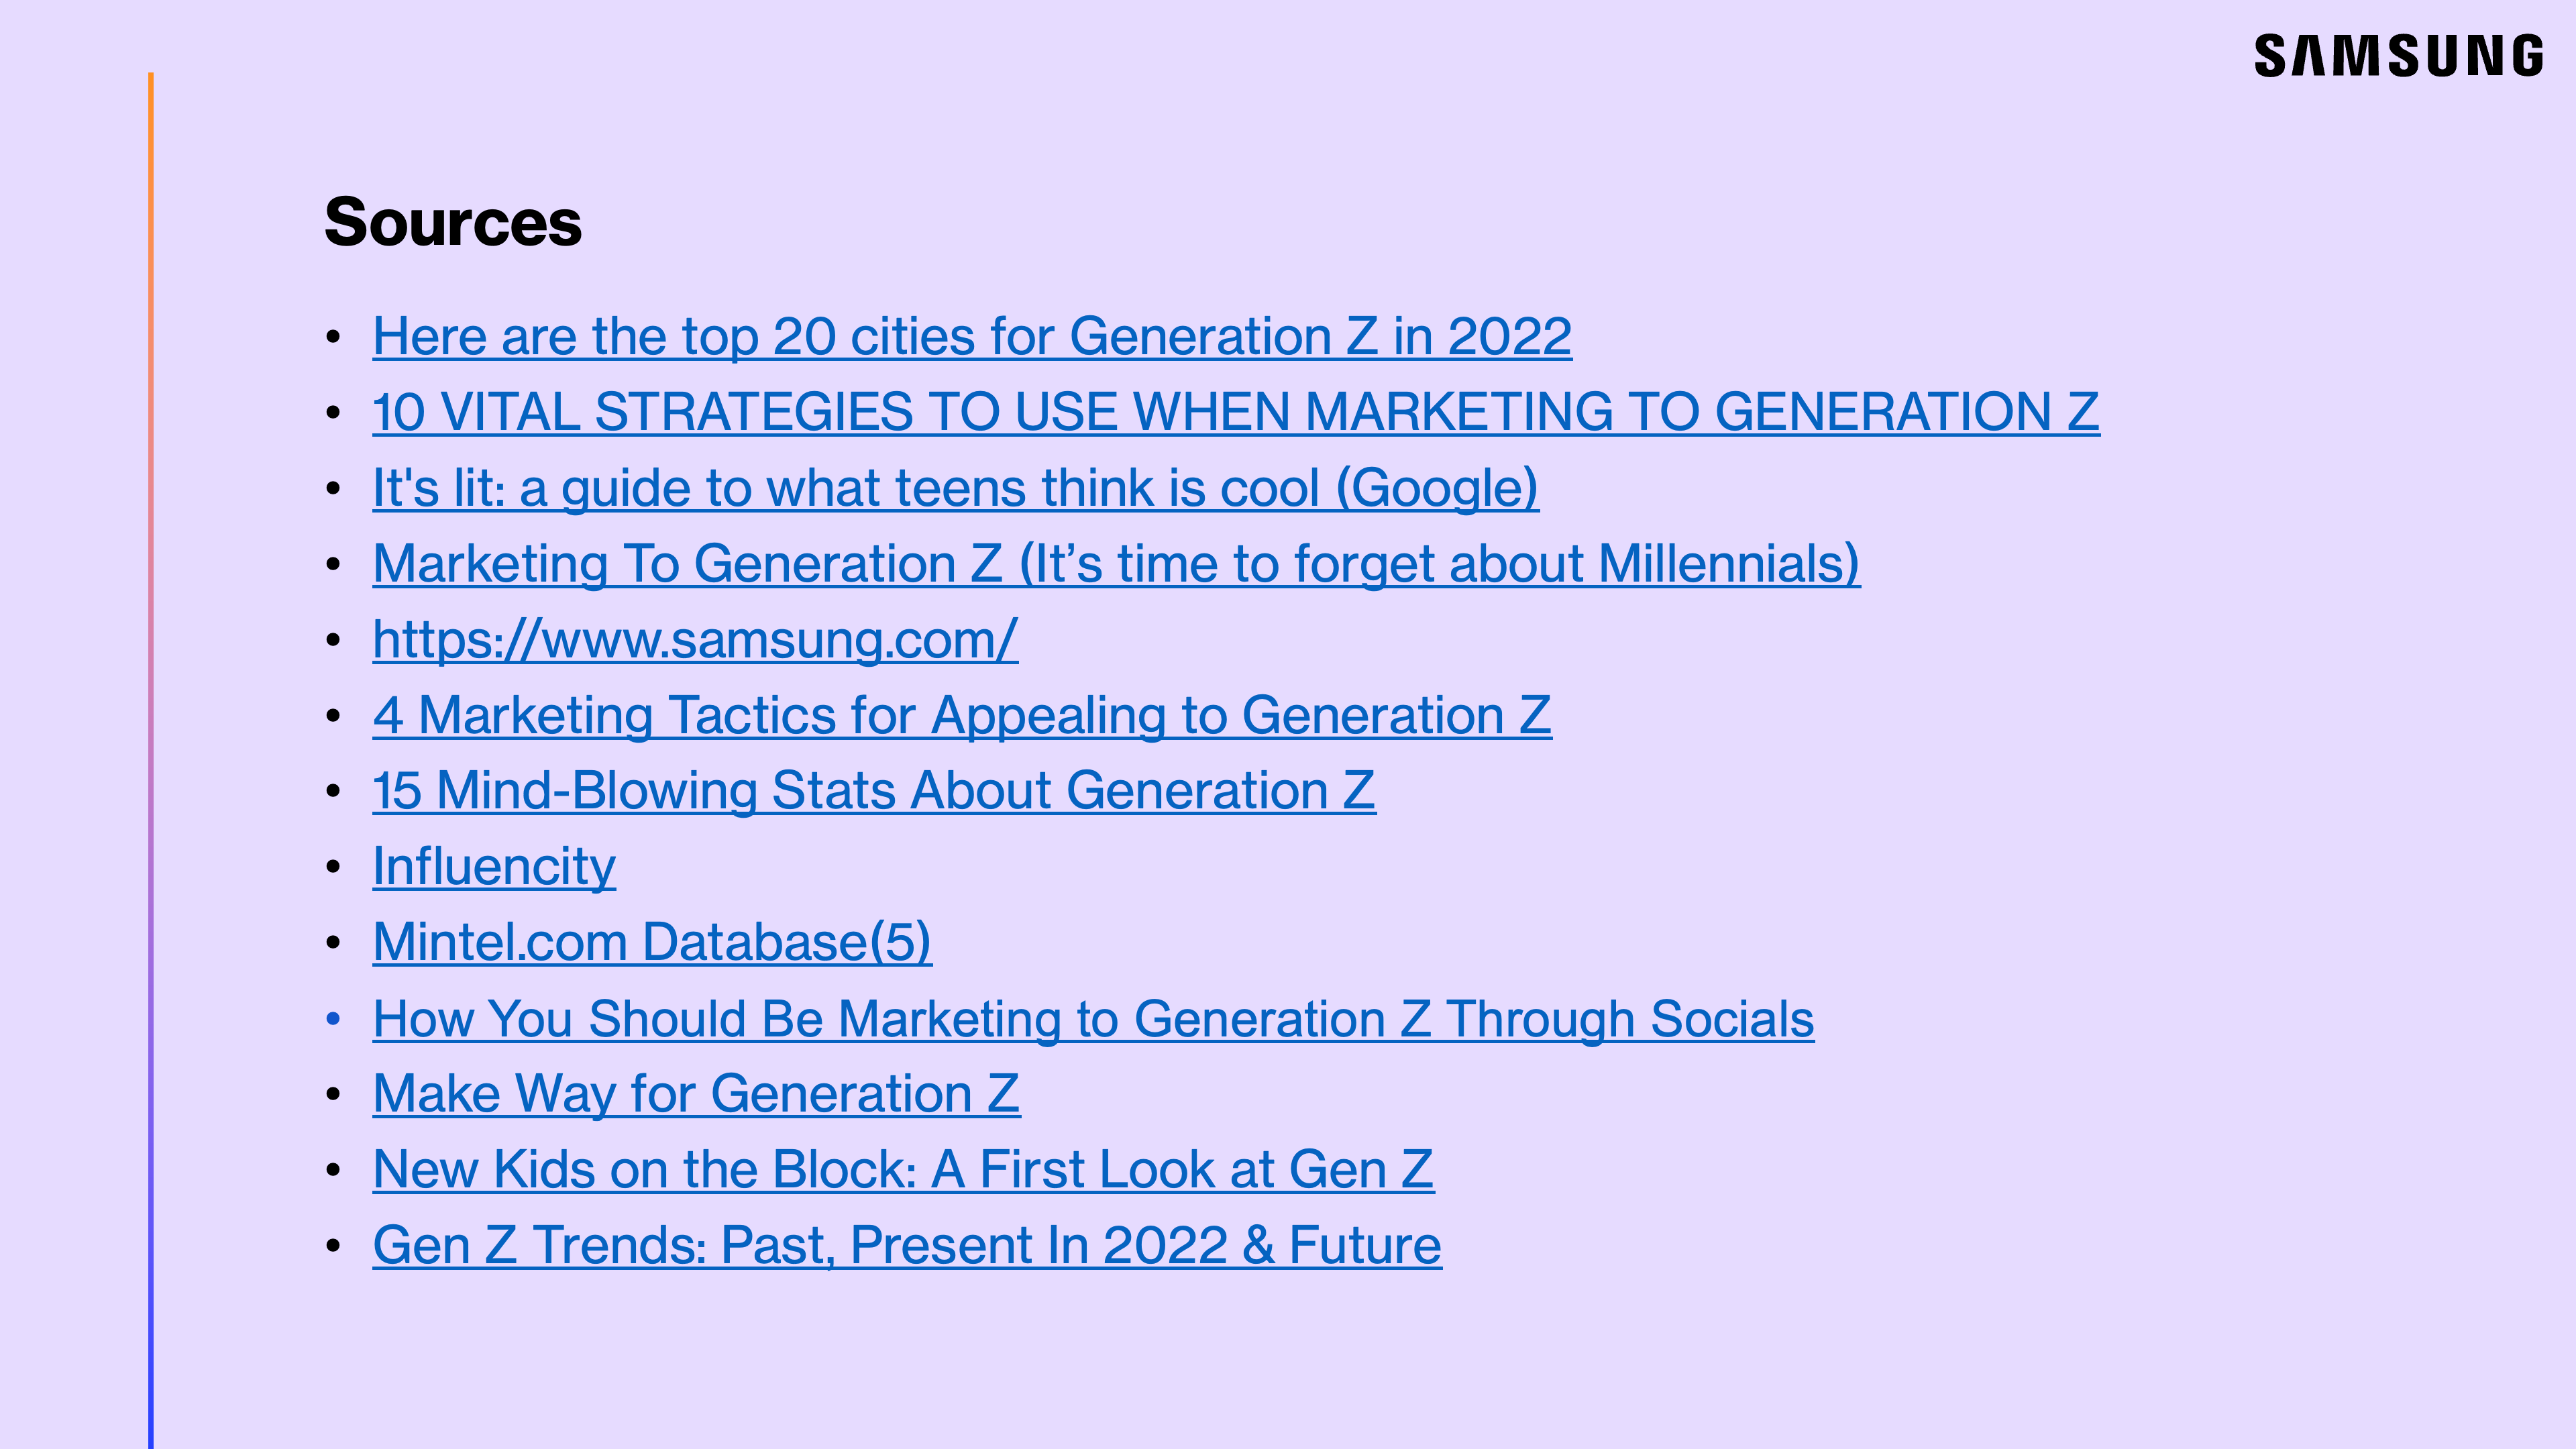 SAMSUNG
Sources
• Here are the top 20 cities for Generation Z in 2022
• 10 VITAL STRATEGIES TO USE WHEN MARKETING TO GENERATION Z
• It's lit: a guide to what teens think is cool (Google)
• Marketing To Generation Z (It’s time to forget about Millennials)
• https://www.samsung.com/
• 4 Marketing Tactics for Appealing to Generation Z
• 15 Mind-Blowing Stats About Generation Z
• Influencity
• Mintel.com Database(5)
• How You Should Be Marketing to Generation Z Through Socials
• Make Way for Generation Z
• New Kids on the Block: A First Look at Gen Z
• Gen Z Trends: Past, Present In 2022 & Future